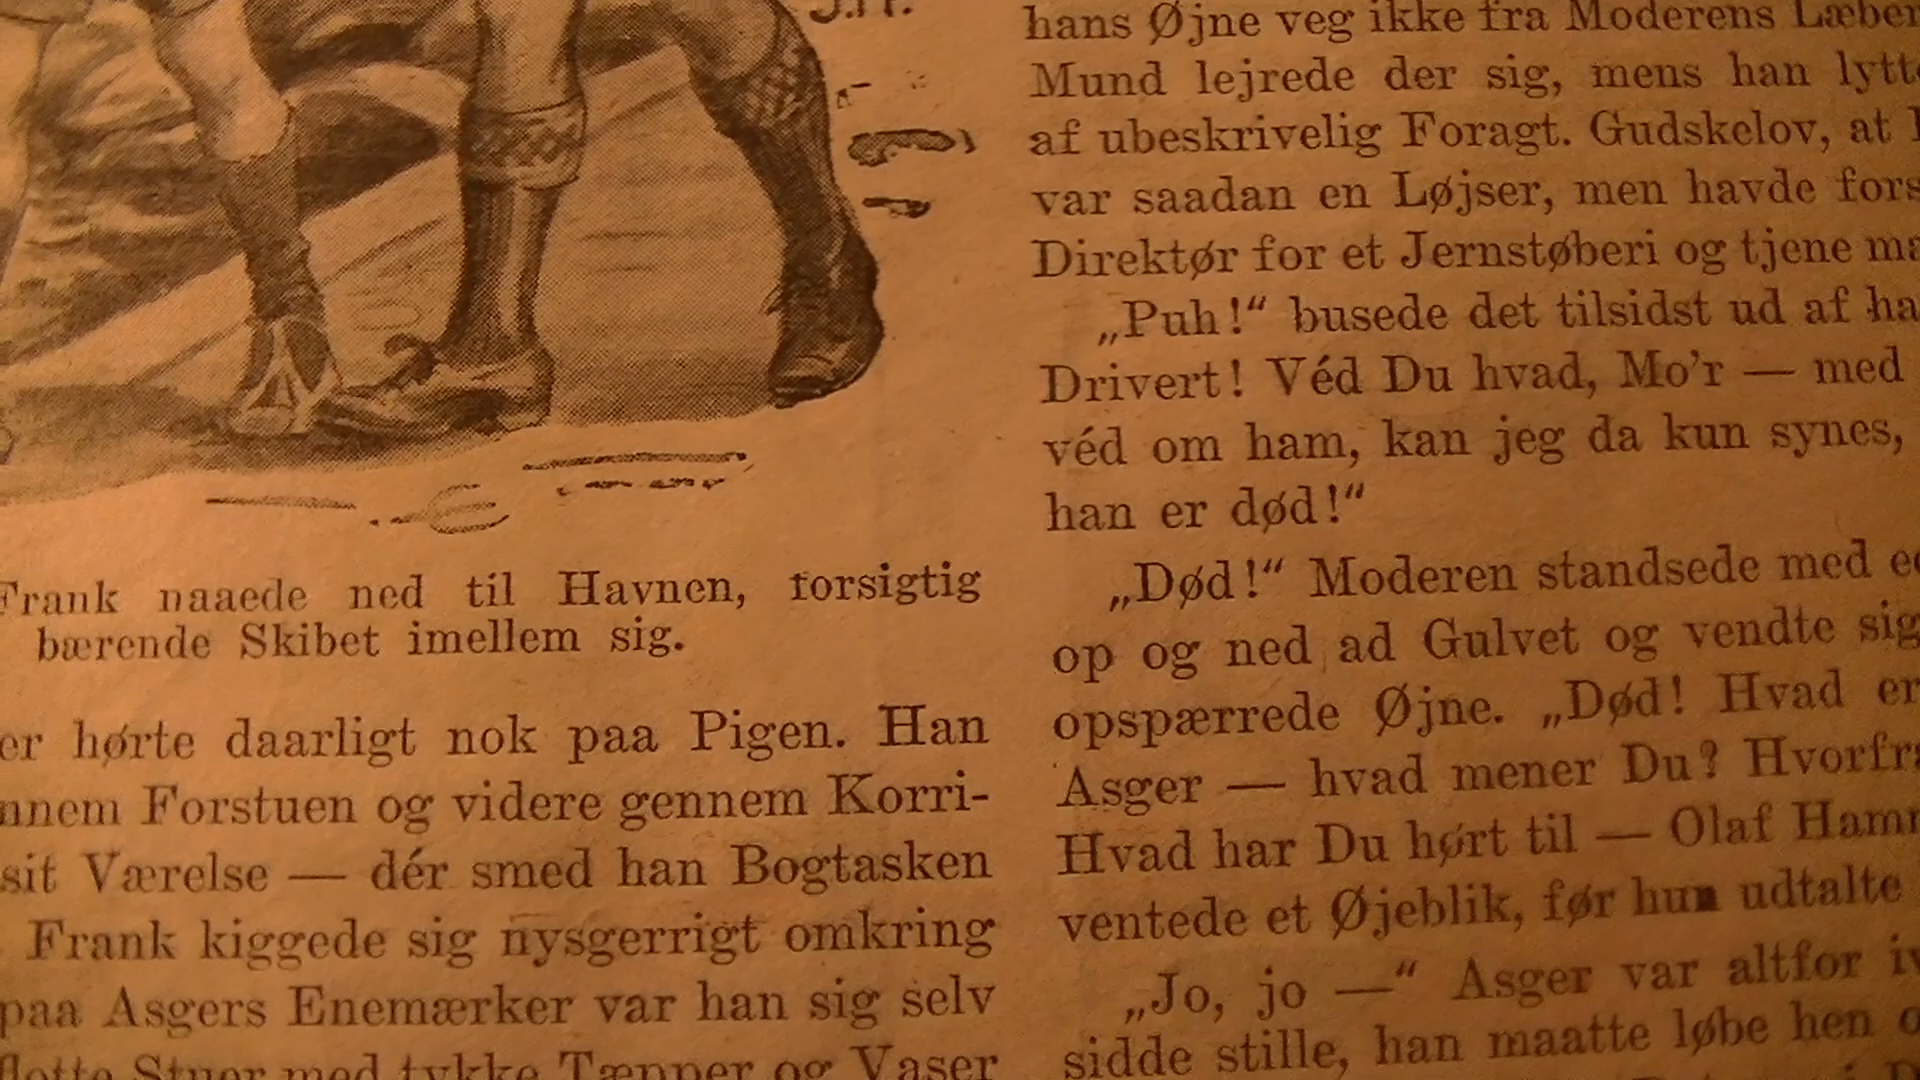 J.H.
Frank naaede ned til Havnen, forsigtig
bærende Skibet imellem sig.
er hørte daarligt nok paa Pigen. Han
nnem Forstuen og videre gennem Korri-
sit Værelse — dér smed han Bogtasken
Frank kiggede sig nysgerrigt omkring
paa Asgers Enemærker var han sig selv
flotte Stuer med tykke Tæpper og Vaser
hans Øjne veg ikke fra Moderens Læber
Mund lejrede der sig, mens han lytte
af ubeskrivelig Foragt. Gudskelov, at
var saadan en Løjser, men havde fors
Direktør for et Jernstøberi og tjene ma
„Puh!“ busede det tilsidst ud af ha
Drivert! Véd Du hvad, Mo'r — med
véd om ham, kan jeg da kun synes,
han er død!“
„Død!“ Moderen standsede med e
op og ned ad Gulvet og vendte sig
opspærrede Øjne. „Død! Hvad er
Asger — hvad mener Du? Hvorfra
Hvad har Du hørt til — Olaf Ham
ventede et Øjeblik, før hun udtalte
„Jo, jo —“ Asger var altfor iv
sidde stille, han maatte løbe hen o